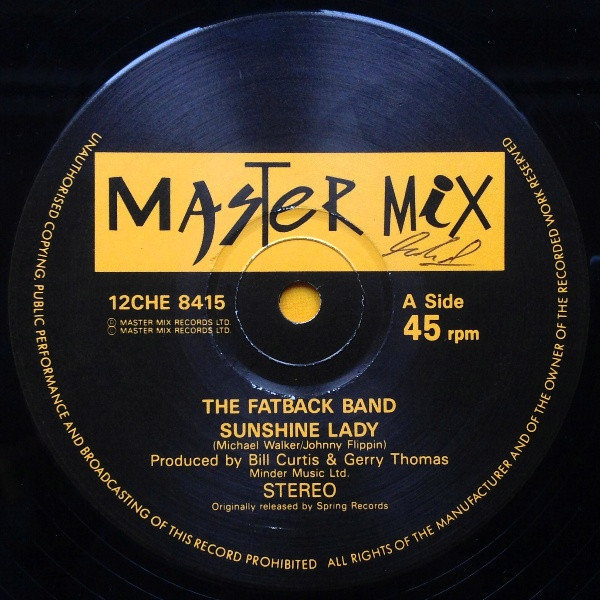 MASTER MiX
12CHE 8415
A Side
Ⓟ MASTER MIX RECORDS LTD.
© MASTER MIX RECORDS LTD.
45 rpm
THE FATBACK BAND
SUNSHINE LADY
(Michael Walker/Johnny Flippin)
Produced by Bill Curtis & Gerry Thomas
Minder Music Ltd.
STEREO
Originally released by Spring Records
UNAUTHORISED COPYING, PUBLIC PERFORMANCE AND BROADCASTING OF THIS RECORD PROHIBITED ALL RIGHTS OF THE MANUFACTURER AND OF THE OWNER OF THE RECORDED WORK RESERVED